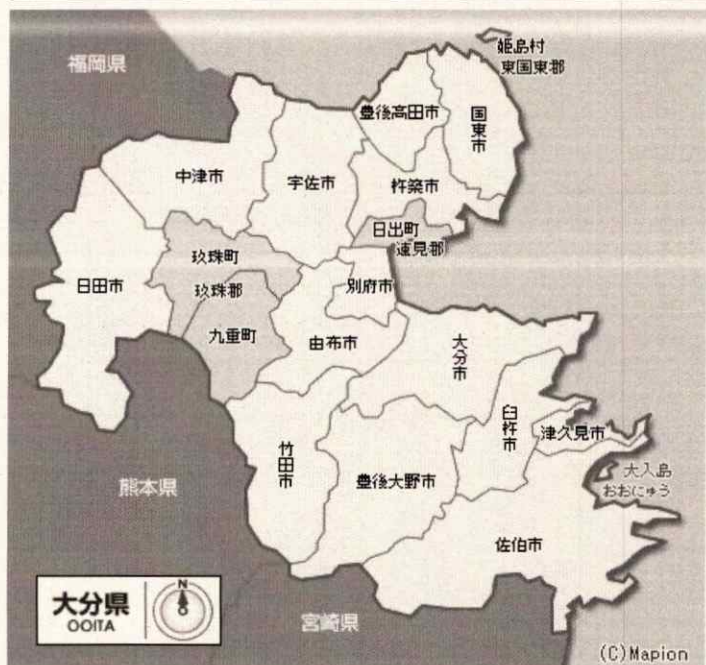 姫島村
東国東郡
福岡県
豊後高田市
国東市
中津市
宇佐市
杵築市
日出町
速見郡
玖珠町
日田市
玖珠郡
別府市
九重町
由布市
大分市
臼杵市
津久見市
竹田市
豊後大野市
大入島
おおにゅう
熊本県
佐伯市
大分県
OOITA
N
宮崎県
(C)Mapion